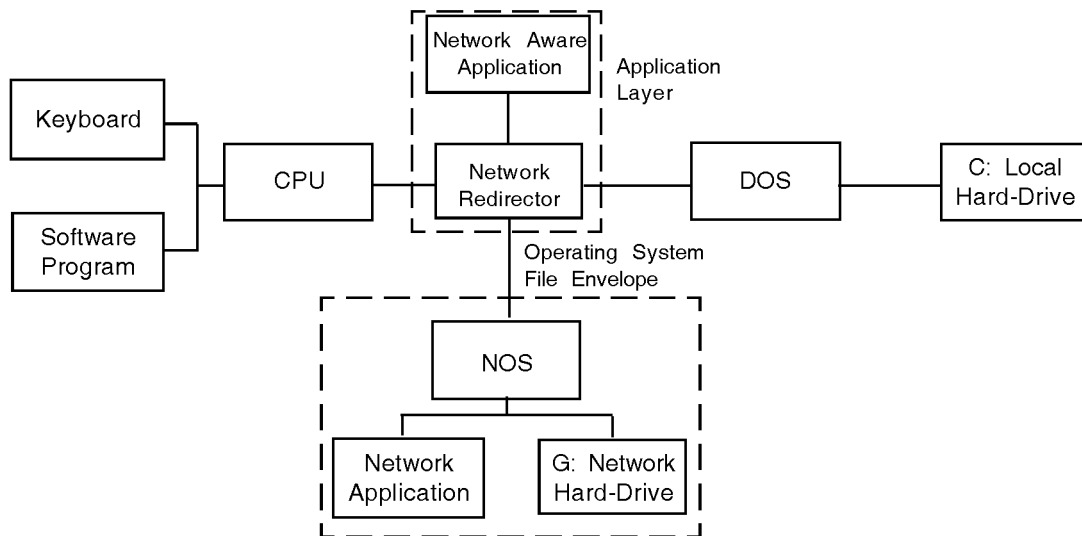 Network Aware
Application
Application
Layer
Keyboard
CPU
Network
Redirector
DOS
C: Local
Hard-Drive
Software
Program
Operating System
File Envelope
NOS
Network
Application
G: Network
Hard-Drive